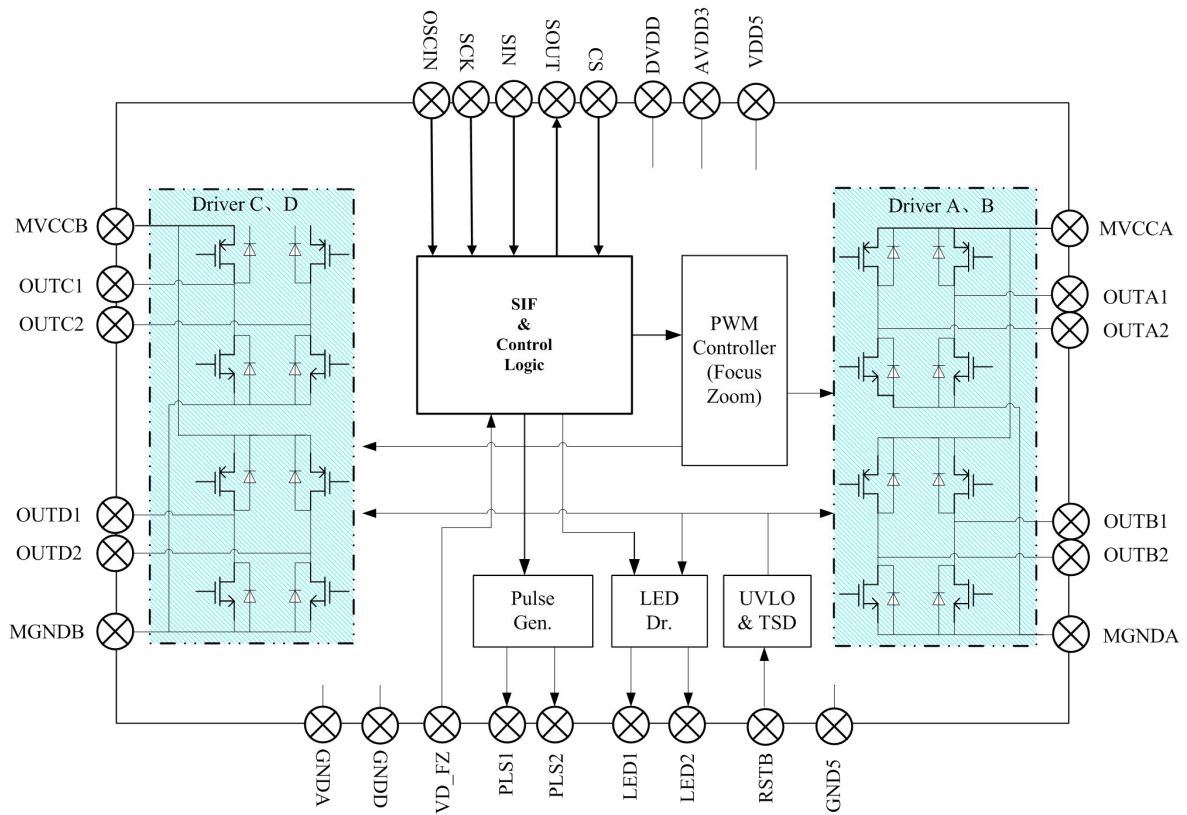 OSCIN
SCK
SIN
SOUT
CS
DVDD
AVDD3
VDD5
Driver C、D
Driver A、B
MVCCB
MVCCA
OUTC1
OUTA1
OUTC2
OUTA2
SIF
&
Control
Logic
PWM
Controller
(Focus
Zoom)
OUTD1
OUTB1
OUTD2
OUTB2
Pulse
Gen.
LED
Dr.
UVLO
& TSD
MGNDB
MGNDA
GNDA
GNDD
VD_FZ
PLS1
PLS2
LED1
LED2
RSTB
GND5